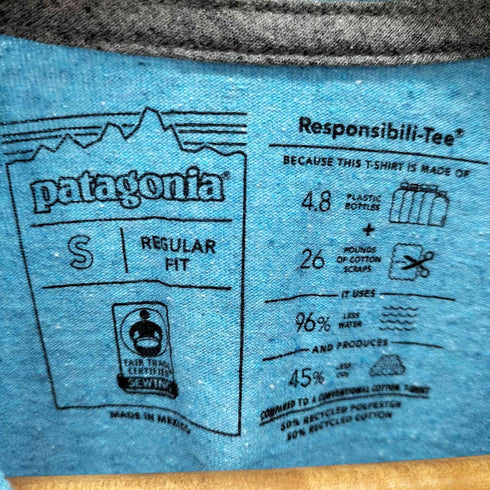 patagonia®
S | REGULAR
FIT
FAIR TRADE
CERTIFIED
SEWING
MADE IN MEXICO
Responsibili-Tee®
BECAUSE THIS T-SHIRT IS MADE OF
4.8 PLASTIC
BOTTLES
+
26 POUNDS
OF COTTON
SCRAPS
IT USES
96% LESS
WATER
AND PRODUCES
45% LESS
CO₂
COMPARED TO A CONVENTIONAL COTTON T-SHIRT
50% RECYCLED POLYESTER
50% RECYCLED COTTON